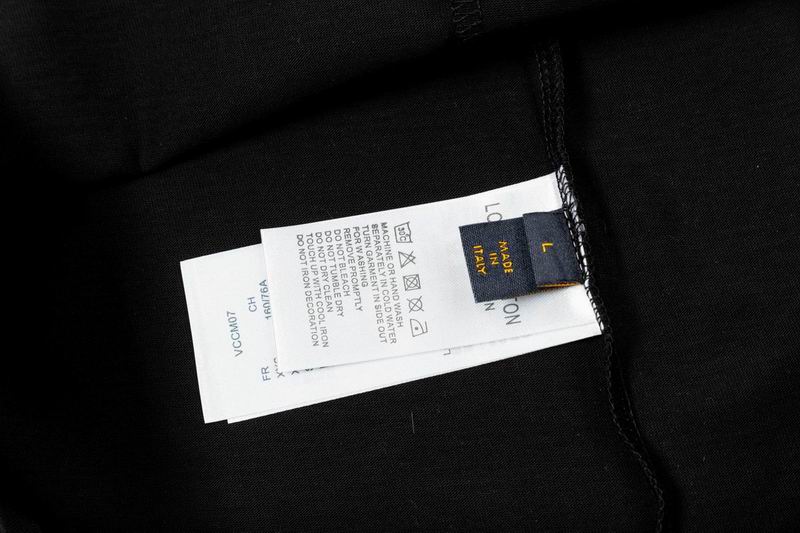 MADE
IN
ITALY
L
30C
MACHINE OR HAND WASH
SEPARATELY IN COLD WATER
TURN GARMENT IN SIDE OUT
FOR WASHING
REMOVE PROMPTLY
DO NOT BLEACH
DO NOT TUMBLE DRY
DO NOT DRY CLEAN
TOUCH UP WITH COOL IRON
DO NOT IRON DECORATION
VCCM07
CH
160/76A
FR